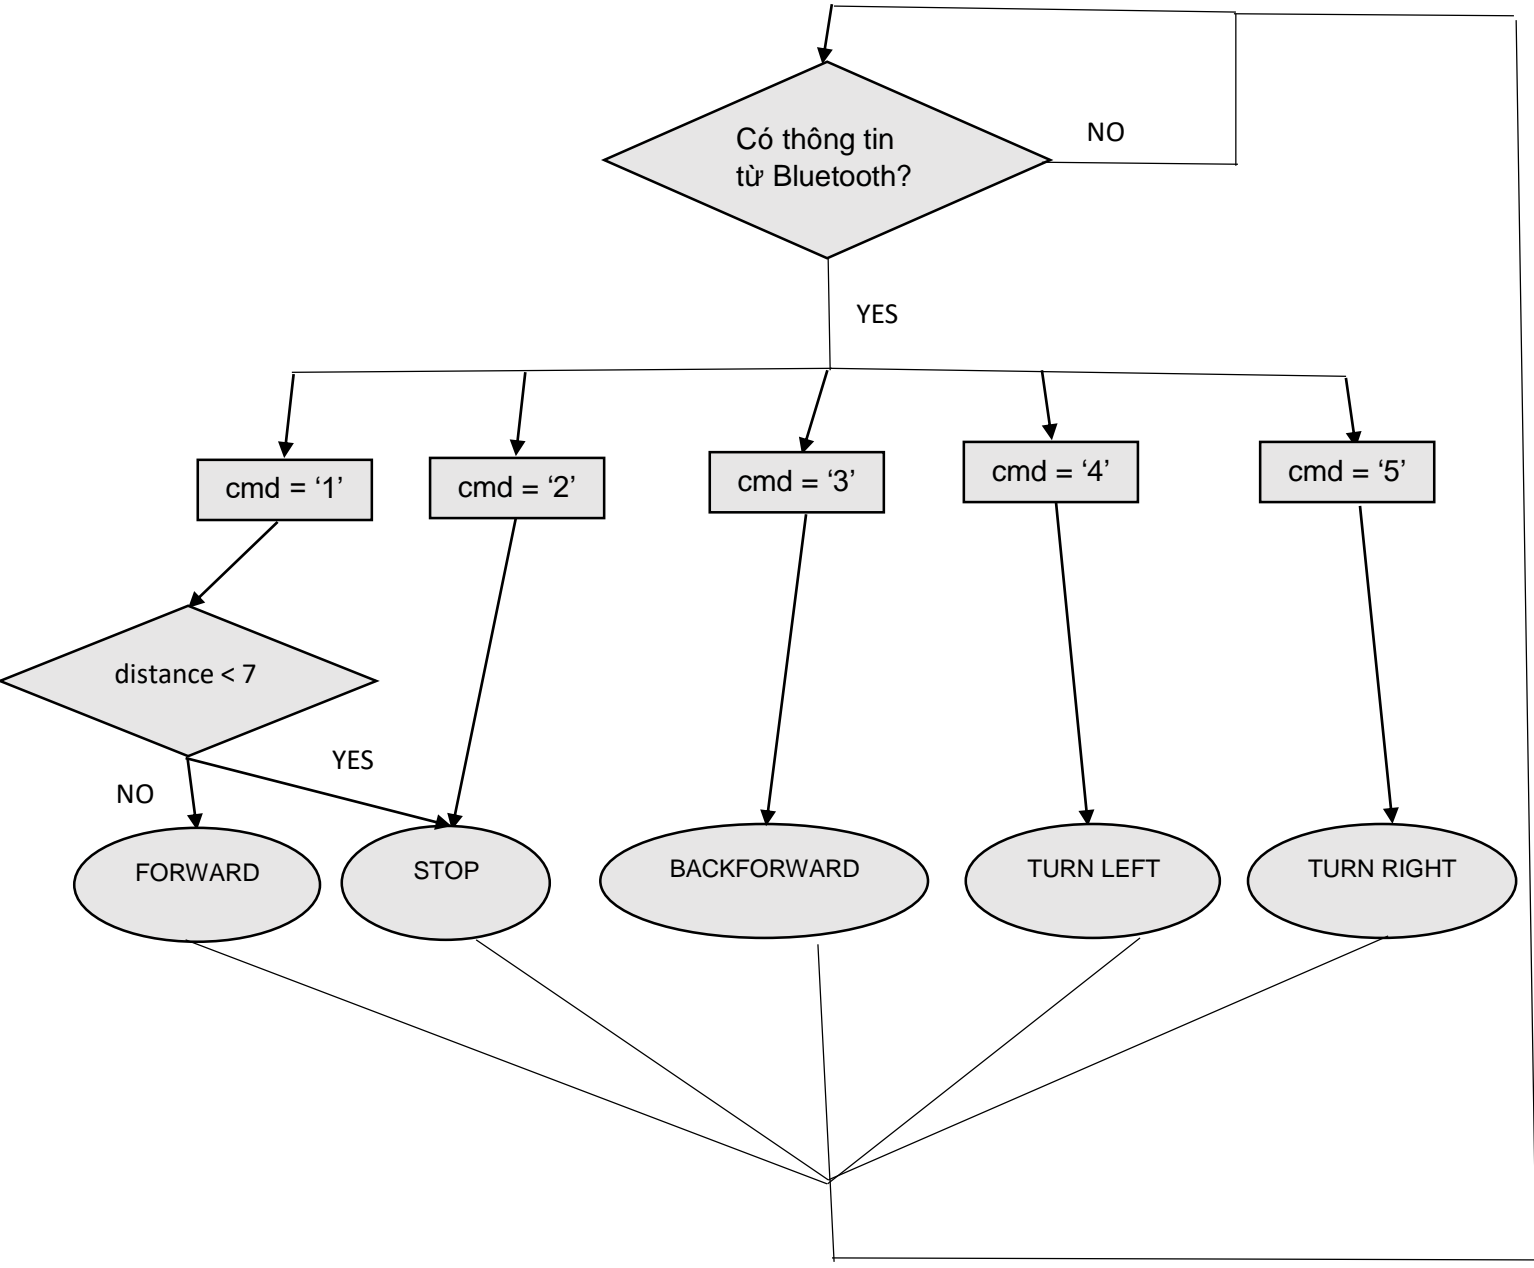 Có thông tin
từ Bluetooth?
NO
YES
cmd = ‘1’
cmd = ‘2’
cmd = ‘3’
cmd = ‘4’
cmd = ‘5’
distance < 7
YES
NO
FORWARD
STOP
BACKFORWARD
TURN LEFT
TURN RIGHT